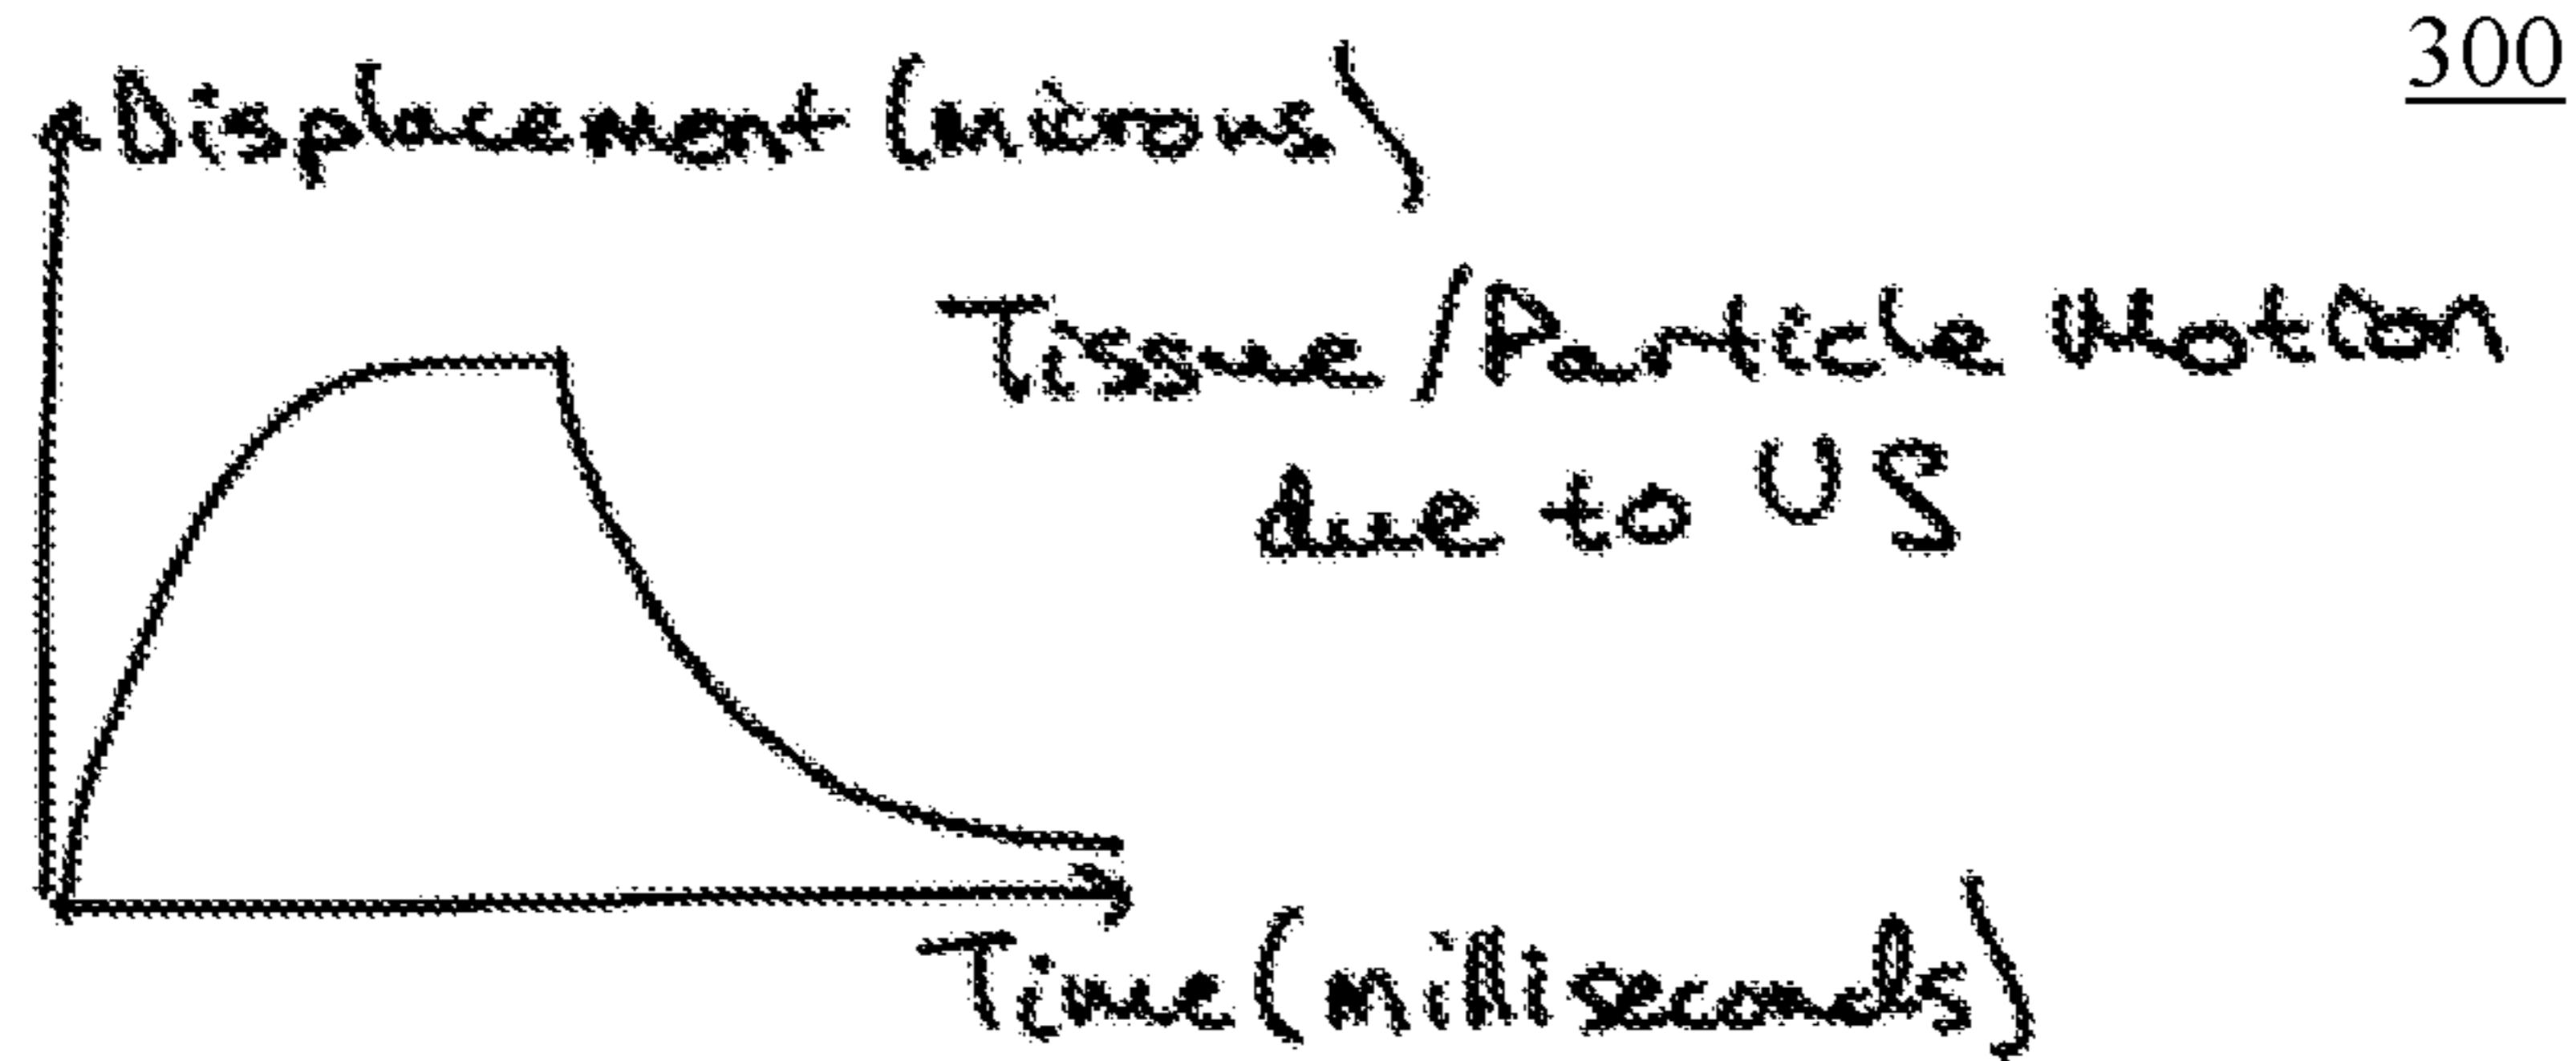 300
Displacement (microns)
Tissue/Particle Motion
due to US
Time (milliseconds)